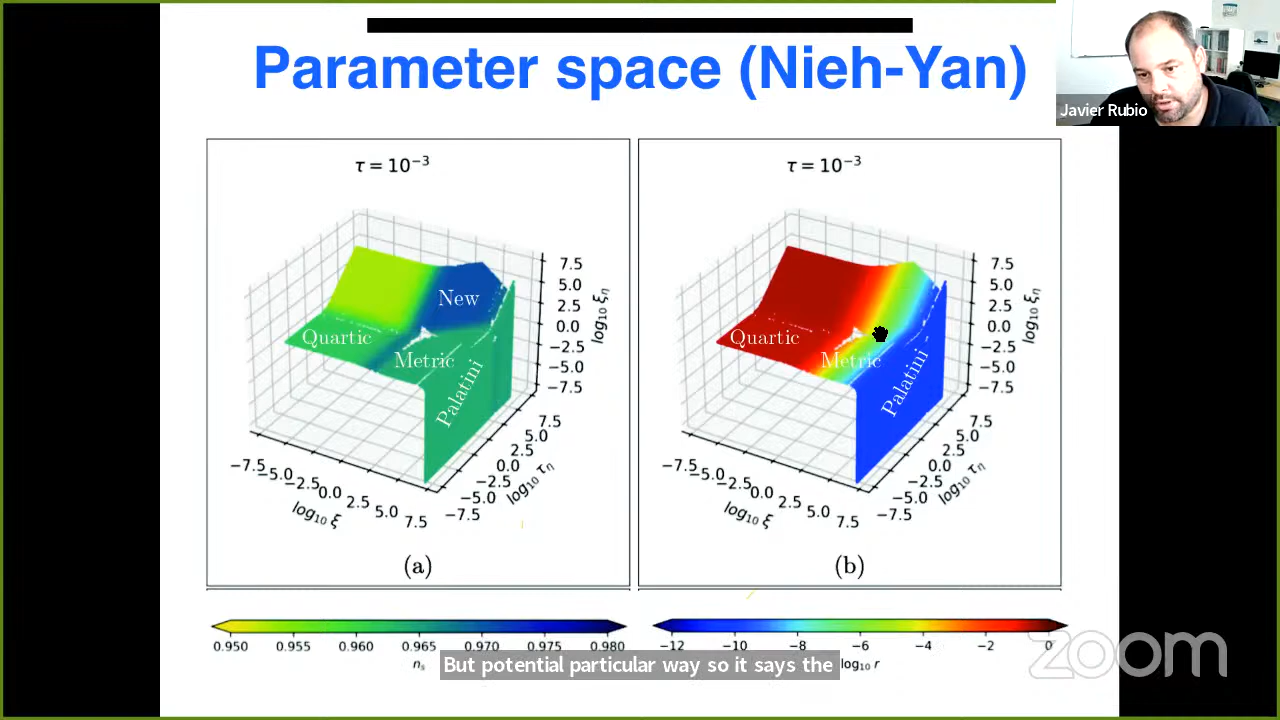 Parameter space (Nieh-Yan)
Javier Rubio
τ = 10⁻³
New
Quartic
Metric
Palatini
7.5
5.0
2.5
0.0
−2.5
−5.0
−7.5
log₁₀ ξη
7.5
5.0
2.5
0.0
−2.5
−5.0
−7.5
log₁₀ τη
−7.5
−5.0
−2.5
0.0
2.5
5.0
7.5
log₁₀ ξ
(a)
τ = 10⁻³
Quartic
Metric
Palatini
7.5
5.0
2.5
0.0
−2.5
−5.0
−7.5
log₁₀ ξη
7.5
5.0
2.5
0.0
−2.5
−5.0
−7.5
log₁₀ τη
−7.5
−5.0
−2.5
0.0
2.5
5.0
7.5
log₁₀ ξ
(b)
0.950 0.955 0.960 0.965 0.970 0.975 0.980
nₛ
−12 −10 −8 −6 −4 −2 0
log₁₀ r
But potential particular way so it says the
zoom